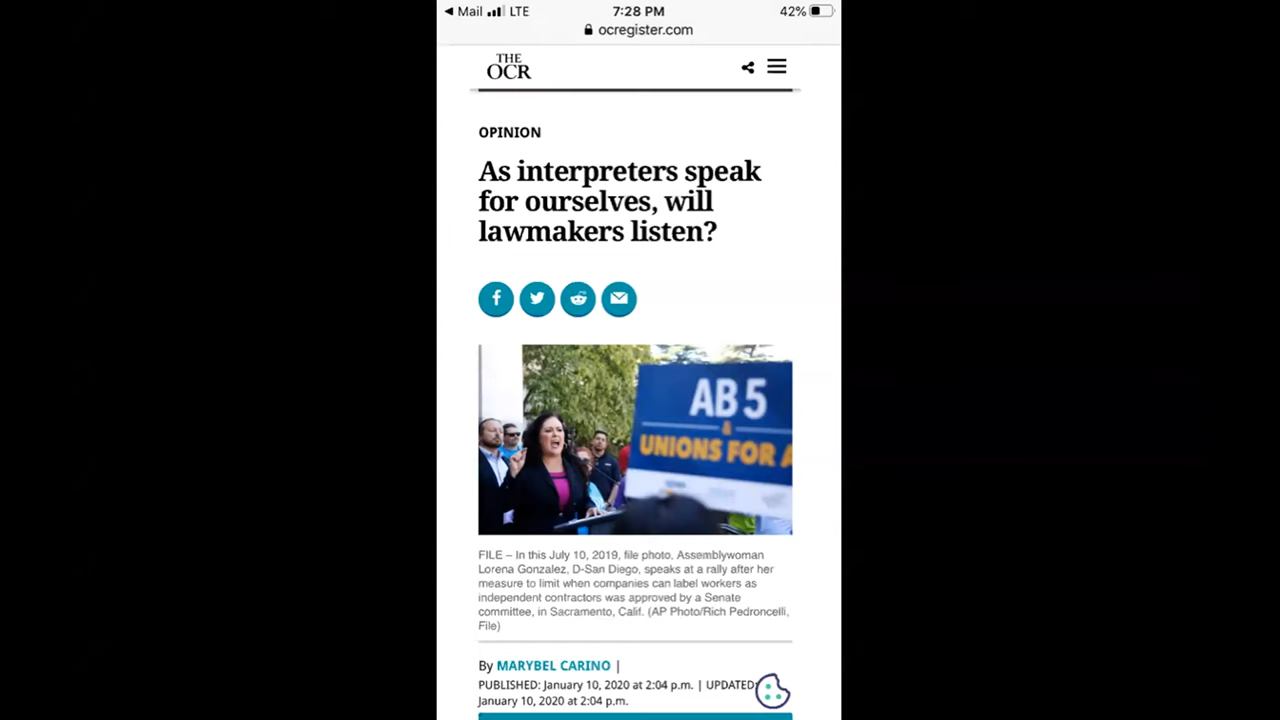 Mail LTE 7:28 PM 42%
ocregister.com
THE
OCR
OPINION
As interpreters speak
for ourselves, will
lawmakers listen?
AB 5
&
UNIONS FOR A
FILE – In this July 10, 2019, file photo, Assemblywoman
Lorena Gonzalez, D-San Diego, speaks at a rally after her
measure to limit when companies can label workers as
independent contractors was approved by a Senate
committee, in Sacramento, Calif. (AP Photo/Rich Pedroncelli,
File)
By MARYBEL CARINO |
PUBLISHED: January 10, 2020 at 2:04 p.m. | UPDATED:
January 10, 2020 at 2:04 p.m.